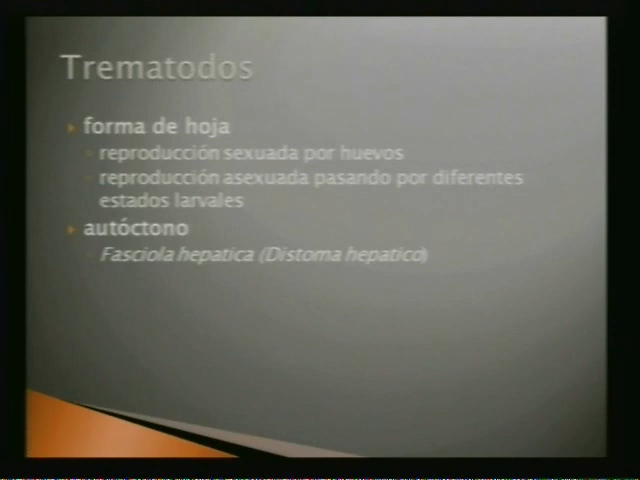 Trematodos
forma de hoja
reproducción sexuada por huevos
reproducción asexuada pasando por diferentes
estados larvales
autóctono
Fasciola hepatica (Distoma hepatico)